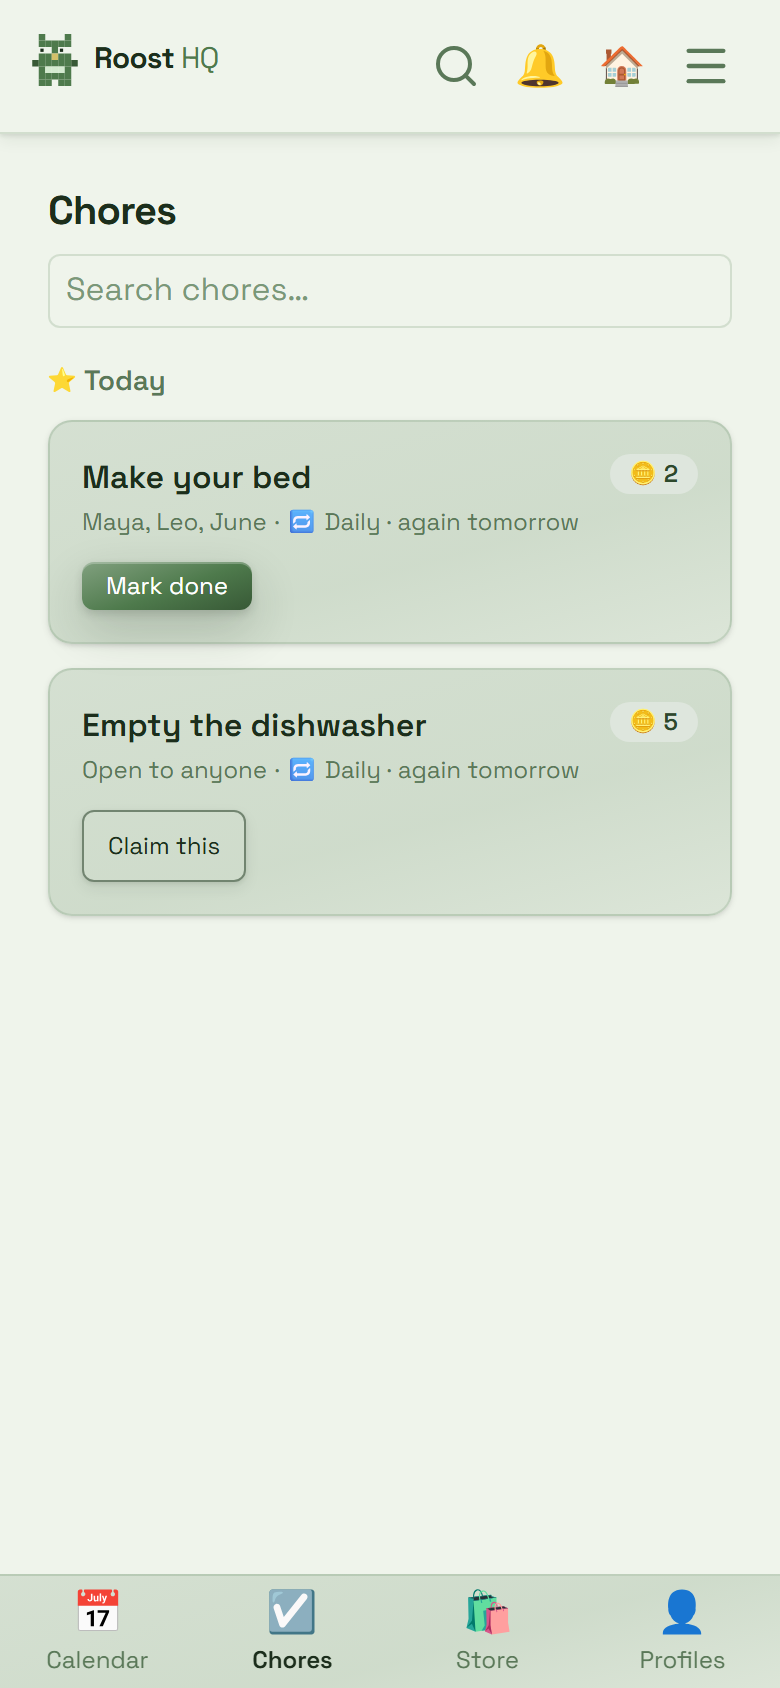 Roost HQ
Chores
Search chores...
Today
Make your bed
2
Maya, Leo, June · Daily · again tomorrow
Mark done
Empty the dishwasher
5
Open to anyone · Daily · again tomorrow
Claim this
July
17
Calendar
Chores
Store
Profiles